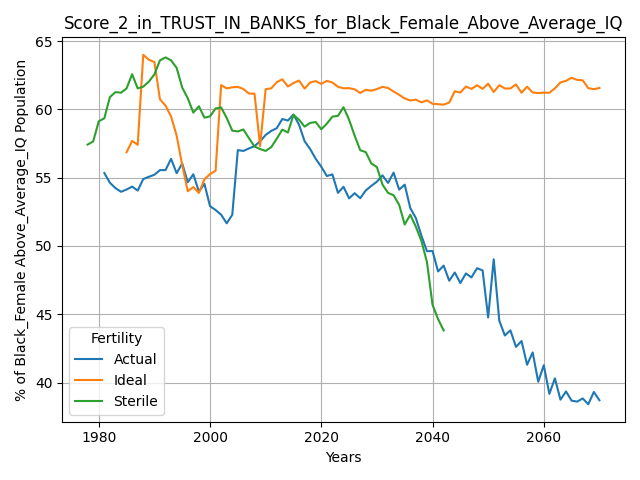 Score_2_in_TRUST_IN_BANKS_for_Black_Female_Above_Average_IQ
% of Black_Female Above_Average_IQ Population
65
60
55
50
45
40
Fertility
Actual
Ideal
Sterile
1980
2000
2020
2040
2060
Years